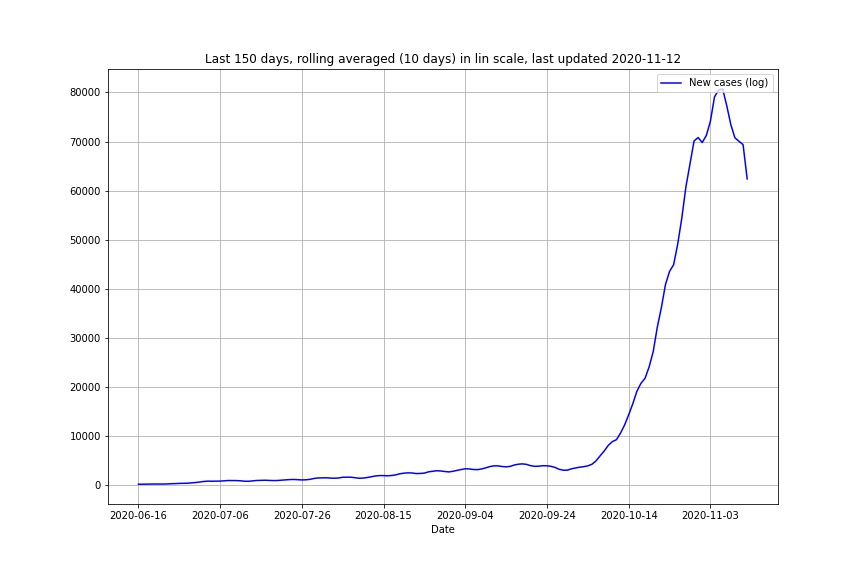 Last 150 days, rolling averaged (10 days) in lin scale, last updated 2020-11-12
New cases (log)
80000
70000
60000
50000
40000
30000
20000
10000
0
2020-06-16 2020-07-06 2020-07-26 2020-08-15 2020-09-04 2020-09-24 2020-10-14 2020-11-03
Date